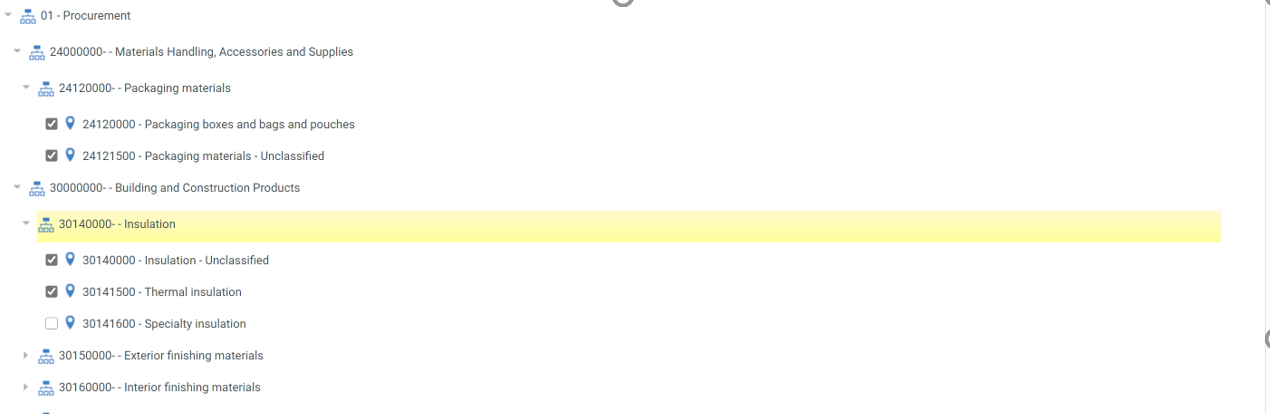 01 - Procurement
24000000- - Materials Handling, Accessories and Supplies
24120000- - Packaging materials
24120000 - Packaging boxes and bags and pouches
24121500 - Packaging materials - Unclassified
30000000- - Building and Construction Products
30140000- - Insulation
30140000 - Insulation - Unclassified
30141500 - Thermal insulation
30141600 - Specialty insulation
30150000- - Exterior finishing materials
30160000- - Interior finishing materials